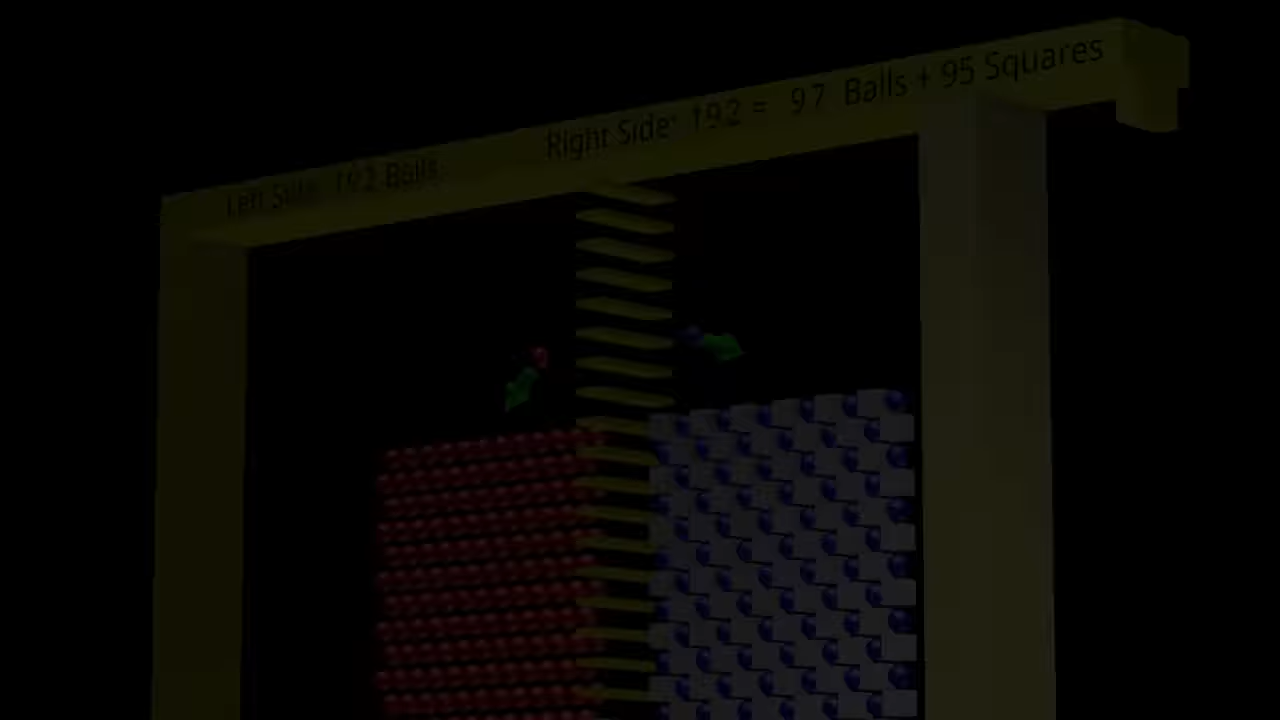 Left Side: 192 Balls
Right Side: 192 = 97 Balls + 95 Squares